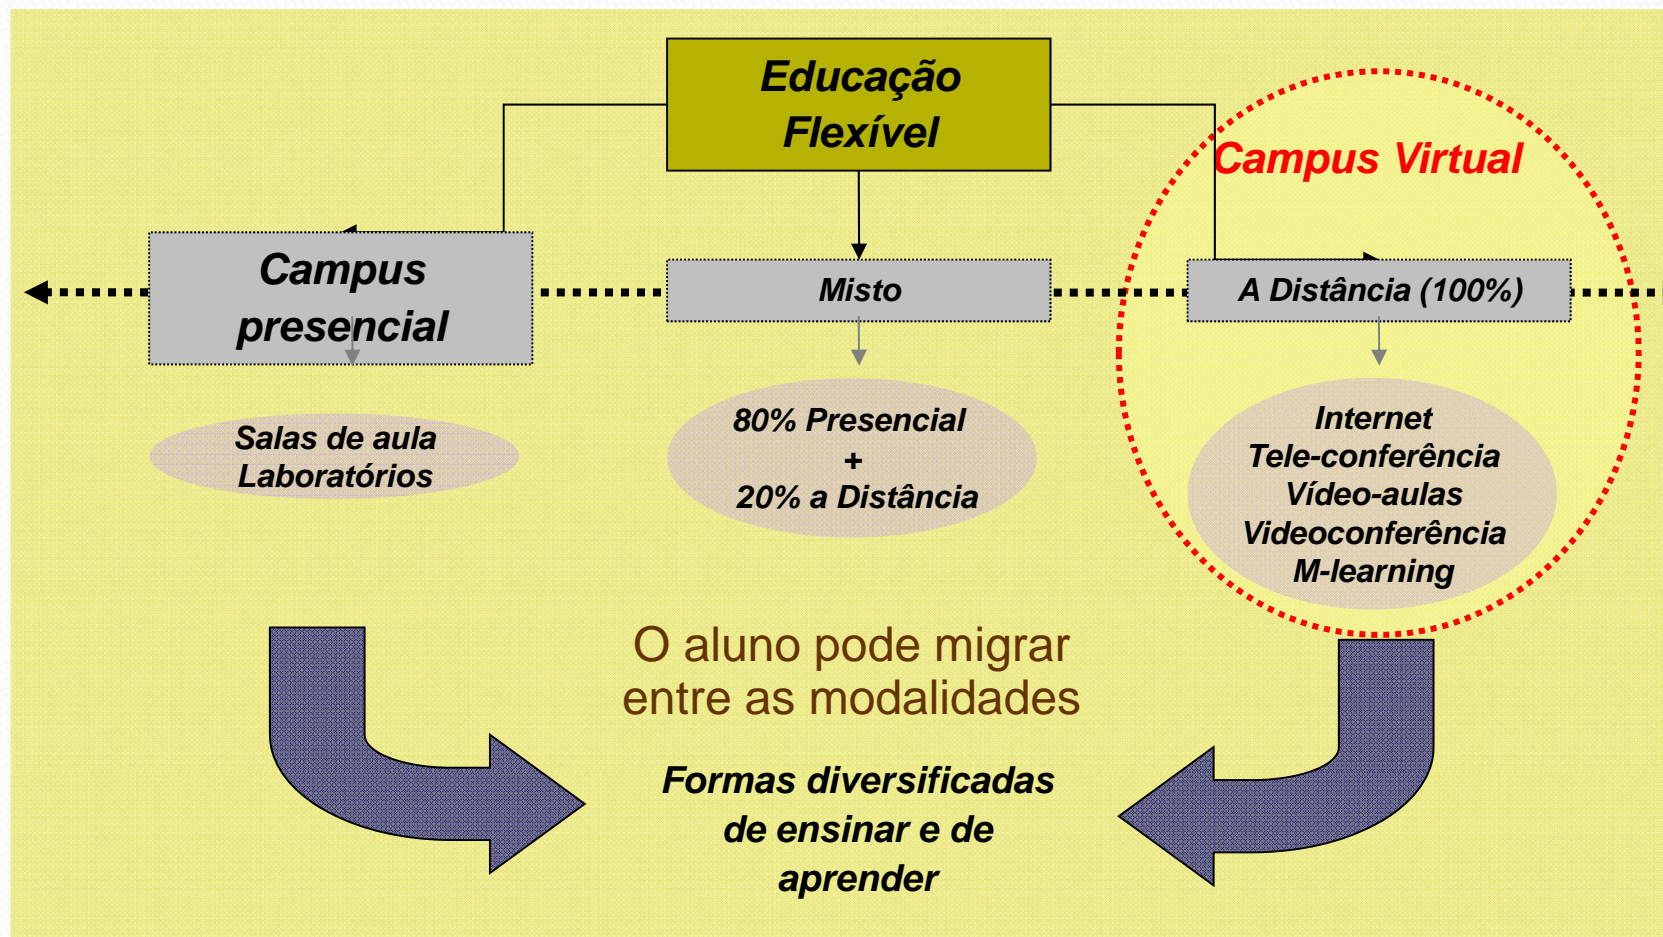 Educação
Flexível
Campus Virtual
Campus
presencial
Misto
A Distância (100%)
Salas de aula
Laboratórios
80% Presencial
+
20% a Distância
Internet
Tele-conferência
Vídeo-aulas
Videoconferência
M-learning
O aluno pode migrar
entre as modalidades
Formas diversificadas
de ensinar e de
aprender